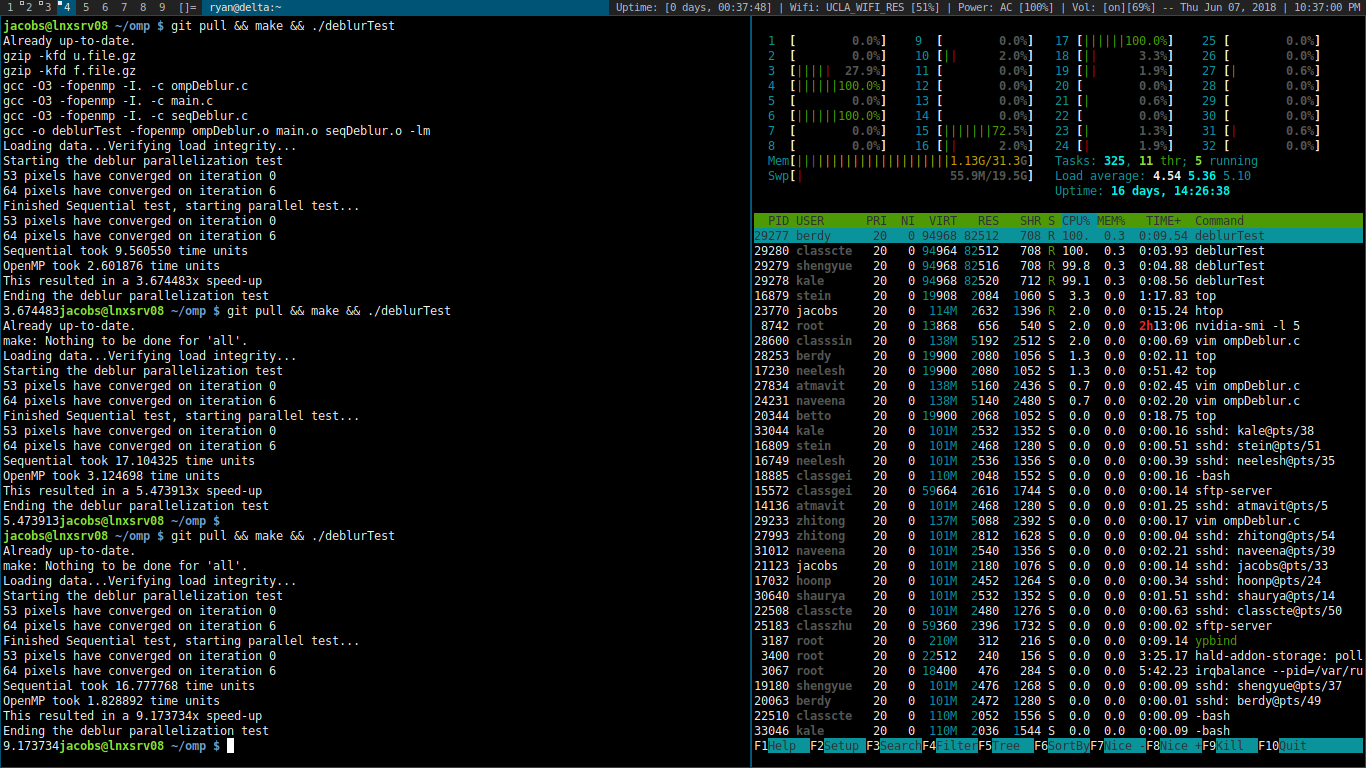 1 2 3 4 5 6 7 8 9 []= ryan@delta:~ Uptime: [0 days, 00:37:48] | Wifi: UCLA_WIFI_RES [51%] | Power: AC [100%] | Vol: [on][69%] -- Thu Jun 07, 2018 | 10:37:00 PM
jacobs@lnxsrv08 ~/omp $ git pull && make && ./deblurTest
Already up-to-date.
gzip -kfd u.file.gz
gzip -kfd f.file.gz
gcc -O3 -fopenmp -I. -c ompDeblur.c
gcc -O3 -fopenmp -I. -c main.c
gcc -O3 -fopenmp -I. -c seqDeblur.c
gcc -o deblurTest -fopenmp ompDeblur.o main.o seqDeblur.o -lm
Loading data...Verifying load integrity...
Starting the deblur parallelization test
53 pixels have converged on iteration 0
64 pixels have converged on iteration 6
Finished Sequential test, starting parallel test...
53 pixels have converged on iteration 0
64 pixels have converged on iteration 6
Sequential took 9.560550 time units
OpenMP took 2.601876 time units
This resulted in a 3.674483x speed-up
Ending the deblur parallelization test
3.674483jacobs@lnxsrv08 ~/omp $ git pull && make && ./deblurTest
Already up-to-date.
make: Nothing to be done for 'all'.
Loading data...Verifying load integrity...
Starting the deblur parallelization test
53 pixels have converged on iteration 0
64 pixels have converged on iteration 6
Finished Sequential test, starting parallel test...
53 pixels have converged on iteration 0
64 pixels have converged on iteration 6
Sequential took 17.104325 time units
OpenMP took 3.124698 time units
This resulted in a 5.473913x speed-up
Ending the deblur parallelization test
5.473913jacobs@lnxsrv08 ~/omp $
jacobs@lnxsrv08 ~/omp $ git pull && make && ./deblurTest
Already up-to-date.
make: Nothing to be done for 'all'.
Loading data...Verifying load integrity...
Starting the deblur parallelization test
53 pixels have converged on iteration 0
64 pixels have converged on iteration 6
Finished Sequential test, starting parallel test...
53 pixels have converged on iteration 0
64 pixels have converged on iteration 6
Sequential took 16.777768 time units
OpenMP took 1.828892 time units
This resulted in a 9.173734x speed-up
Ending the deblur parallelization test
9.173734jacobs@lnxsrv08 ~/omp $
1 [ 0.0%] 9 [ 0.0%] 17 [||||||100.0%] 25 [ 0.0%]
2 [ 0.0%] 10 [|| 2.0%] 18 [|| 3.3%] 26 [ 0.0%]
3 [||||| 27.9%] 11 [ 0.0%] 19 [|| 1.9%] 27 [| 0.6%]
4 [||||||100.0%] 12 [ 0.0%] 20 [ 0.0%] 28 [ 0.0%]
5 [ 0.0%] 13 [ 0.0%] 21 [| 0.6%] 29 [ 0.0%]
6 [||||||100.0%] 14 [ 0.0%] 22 [ 0.0%] 30 [ 0.0%]
7 [ 0.0%] 15 [|||||||72.5%] 23 [| 1.3%] 31 [| 0.6%]
8 [ 0.0%] 16 [|| 2.0%] 24 [| 1.9%] 32 [ 0.0%]
Mem[||||||||||||||||||||||1.13G/31.3G] Tasks: 325, 11 thr; 5 running
Swp[| 55.9M/19.5G] Load average: 4.54 5.36 5.10
Uptime: 16 days, 14:26:38
PID USER PRI NI VIRT RES SHR S CPU% MEM% TIME+ Command
29277 berdy 20 0 94968 82512 708 R 100. 0.3 0:09.54 deblurTest
29280 classcte 20 0 94964 82512 708 R 100. 0.3 0:03.93 deblurTest
29279 shengyue 20 0 94968 82516 708 R 99.8 0.3 0:04.88 deblurTest
29278 kale 20 0 94968 82520 712 R 99.1 0.3 0:08.56 deblurTest
16879 stein 20 0 19908 2084 1060 S 3.3 0.0 1:17.83 top
23770 jacobs 20 0 114M 2632 1396 R 2.0 0.0 0:15.24 htop
8742 root 20 0 13868 656 540 S 2.0 0.0 2h13:06 nvidia-smi -l 5
28600 classsin 20 0 138M 5192 2512 S 2.0 0.0 0:00.69 vim ompDeblur.c
28253 berdy 20 0 19900 2080 1056 S 1.3 0.0 0:02.11 top
17230 neelesh 20 0 19900 2080 1052 S 1.3 0.0 0:51.42 top
27834 atmavit 20 0 138M 5160 2436 S 0.7 0.0 0:02.45 vim ompDeblur.c
24231 naveena 20 0 138M 5140 2480 S 0.7 0.0 0:02.20 vim ompDeblur.c
20344 betto 20 0 19900 2068 1052 S 0.0 0.0 0:18.75 top
33044 kale 20 0 101M 2532 1352 S 0.0 0.0 0:00.16 sshd: kale@pts/38
16809 stein 20 0 101M 2468 1280 S 0.0 0.0 0:00.51 sshd: stein@pts/51
16749 neelesh 20 0 101M 2536 1356 S 0.0 0.0 0:00.39 sshd: neelesh@pts/35
18885 classgei 20 0 110M 2048 1552 S 0.0 0.0 0:00.16 -bash
15572 classgei 20 0 59664 2616 1744 S 0.0 0.0 0:00.14 sftp-server
14136 atmavit 20 0 101M 2468 1280 S 0.0 0.0 0:01.25 sshd: atmavit@pts/5
29233 zhitong 20 0 137M 5088 2392 S 0.0 0.0 0:00.17 vim ompDeblur.c
27993 zhitong 20 0 101M 2812 1628 S 0.0 0.0 0:00.04 sshd: zhitong@pts/54
31012 naveena 20 0 101M 2540 1356 S 0.0 0.0 0:02.21 sshd: naveena@pts/39
21123 jacobs 20 0 101M 2180 1076 S 0.0 0.0 0:00.14 sshd: jacobs@pts/33
17032 hoonp 20 0 101M 2452 1264 S 0.0 0.0 0:00.34 sshd: hoonp@pts/24
30640 shaurya 20 0 101M 2532 1352 S 0.0 0.0 0:01.51 sshd: shaurya@pts/14
22508 classcte 20 0 101M 2480 1276 S 0.0 0.0 0:00.63 sshd: classcte@pts/50
25183 classzhu 20 0 59360 2396 1732 S 0.0 0.0 0:00.02 sftp-server
3187 root 20 0 210M 312 216 S 0.0 0.0 0:09.14 ypbind
3400 root 20 0 22512 240 156 S 0.0 0.0 3:25.17 hald-addon-storage: poll
3067 root 20 0 18400 476 284 S 0.0 0.0 5:42.23 irqbalance --pid=/var/ru
19180 shengyue 20 0 101M 2476 1268 S 0.0 0.0 0:00.09 sshd: shengyue@pts/37
20063 berdy 20 0 101M 2472 1280 S 0.0 0.0 0:00.01 sshd: berdy@pts/49
22510 classcte 20 0 110M 2052 1556 S 0.0 0.0 0:00.09 -bash
33046 kale 20 0 110M 2036 1544 S 0.0 0.0 0:00.09 -bash
F1Help F2Setup F3SearchF4FilterF5Tree F6SortByF7Nice -F8Nice +F9Kill F10Quit